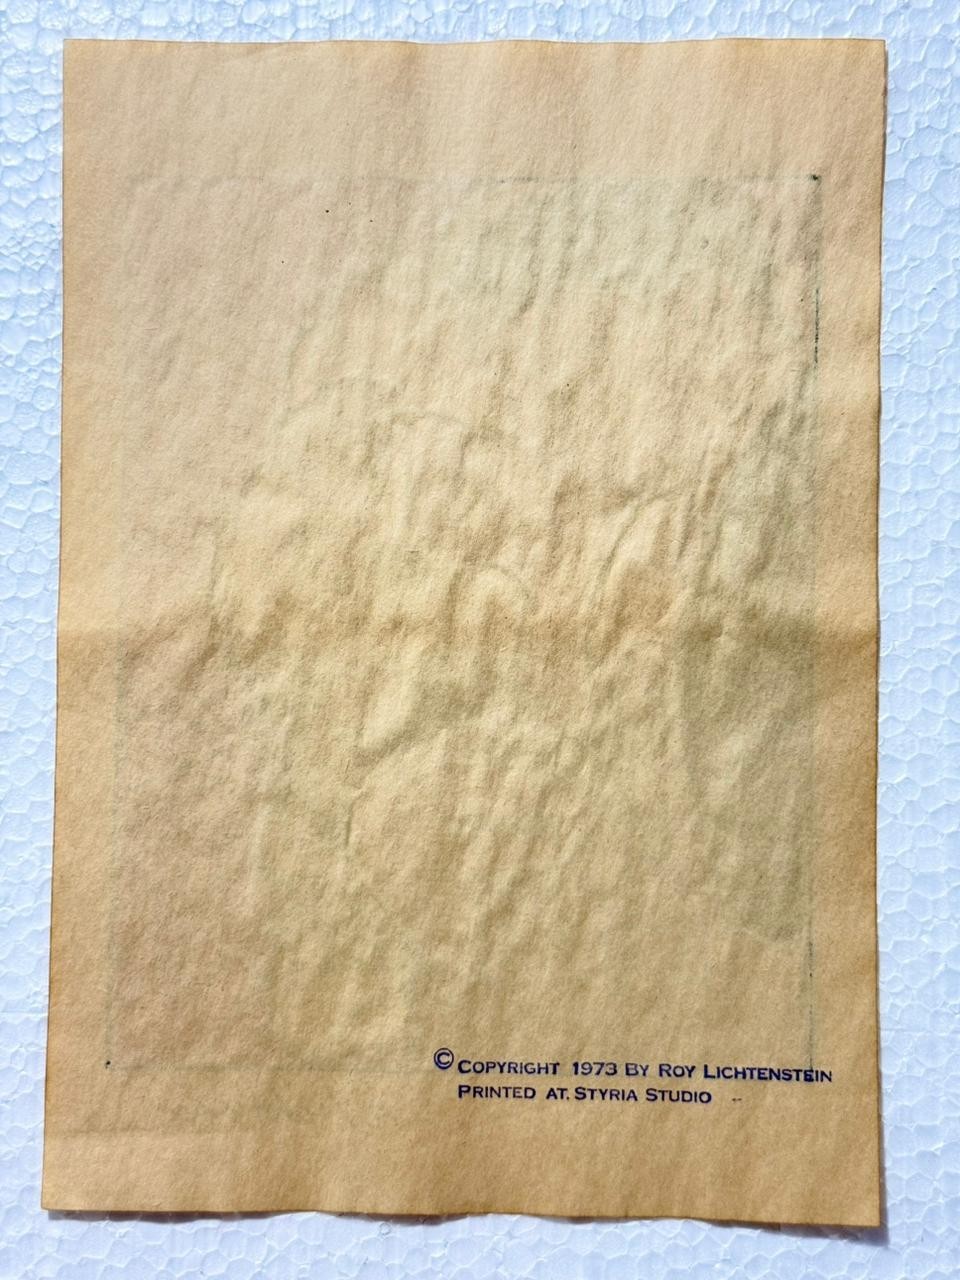 © COPYRIGHT 1973 BY ROY LICHTENSTEIN
PRINTED AT. STYRIA STUDIO